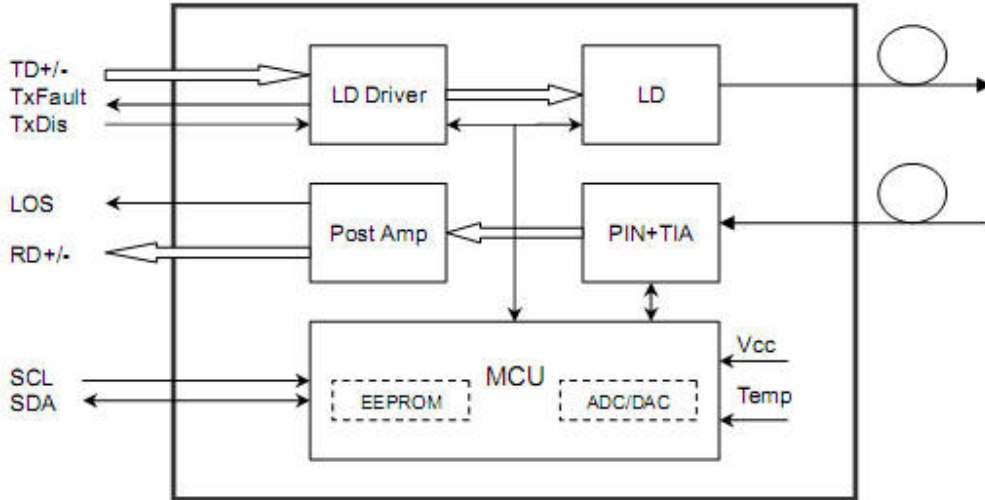 TD+/-
TxFault
TxDis
LD Driver
LD
LOS
RD+/-
Post Amp
PIN+TIA
SCL
SDA
MCU
EEPROM
ADC/DAC
Vcc
Temp